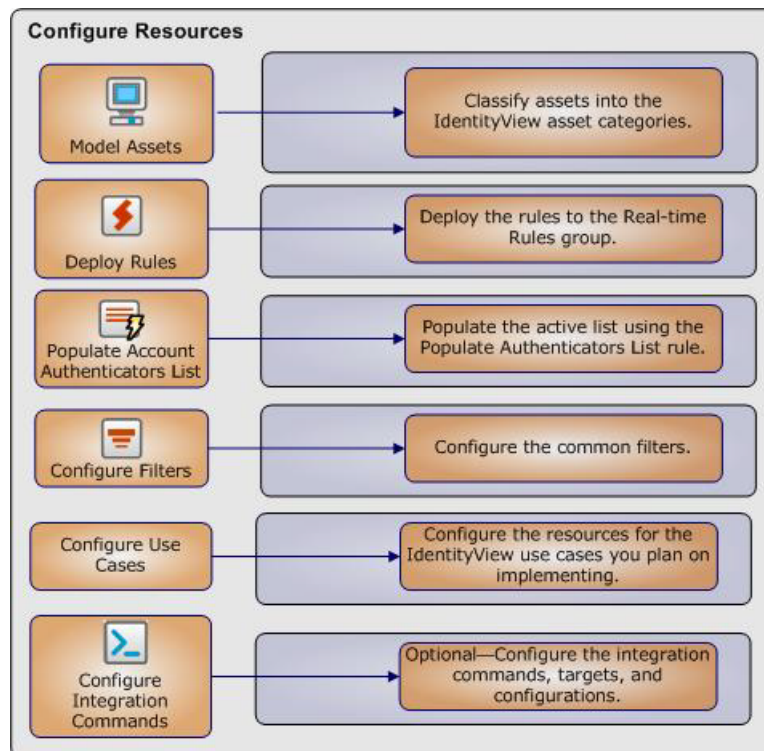 Configure Resources
Model Assets
Classify assets into the
IdentityView asset categories.
Deploy Rules
Deploy the rules to the Real-time
Rules group.
Populate Account
Authenticators List
Populate the active list using the
Populate Authenticators List rule.
Configure Filters
Configure the common filters.
Configure Use
Cases
Configure the resources for the
IdentityView use cases you plan on
implementing.
Configure
Integration
Commands
Optional—Configure the integration
commands, targets, and
configurations.